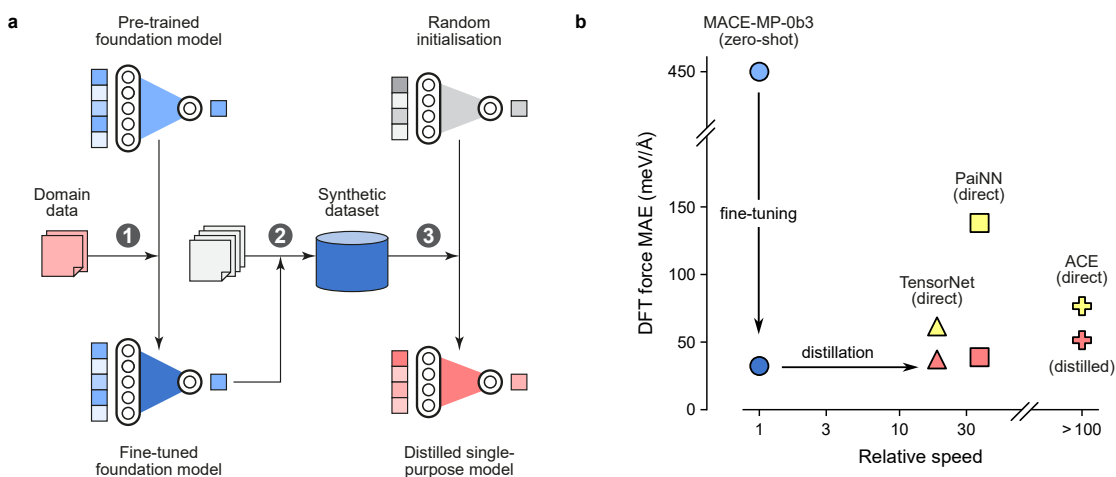 a
Pre-trained
foundation model
Random
initialisation
Domain
data
Synthetic
dataset
1
2
3
Fine-tuned
foundation model
Distilled single-
purpose model
b
MACE-MP-0b3
(zero-shot)
450
150
100
50
0
DFT force MAE (meV/Å)
fine-tuning
distillation
PaiNN
(direct)
TensorNet
(direct)
ACE
(direct)
(distilled)
1
3
10
30
> 100
Relative speed